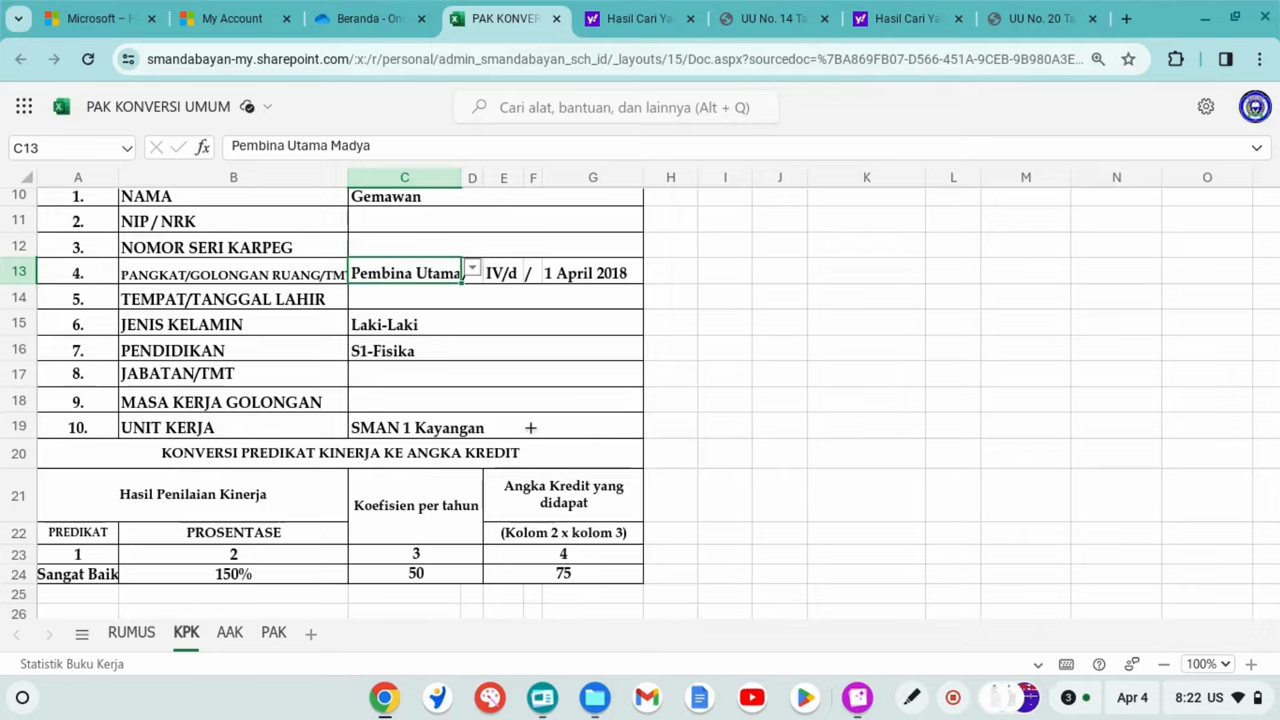 Microsoft – H
My Account
Beranda - On
PAK KONVER
Hasil Cari Ya
UU No. 14 Ta
Hasil Cari Ya
UU No. 20 Ta
smandabayan-my.sharepoint.com/:x:/r/personal/admin_smandabayan_sch_id/_layouts/15/Doc.aspx?sourcedoc=%7BA869FB07-D566-451A-9CEB-9B980A3E...
PAK KONVERSI UMUM
Cari alat, bantuan, dan lainnya (Alt + Q)
C13
fx
Pembina Utama Madya
A B C D E F G H I J K L M N O
10 1. NAMA Gemawan
11 2. NIP / NRK
12 3. NOMOR SERI KARPEG
13 4. PANGKAT/GOLONGAN RUANG/TMT Pembina Utama / IV/d / 1 April 2018
14 5. TEMPAT/TANGGAL LAHIR
15 6. JENIS KELAMIN Laki-Laki
16 7. PENDIDIKAN S1-Fisika
17 8. JABATAN/TMT
18 9. MASA KERJA GOLONGAN
19 10. UNIT KERJA SMAN 1 Kayangan
20 KONVERSI PREDIKAT KINERJA KE ANGKA KREDIT
21 Hasil Penilaian Kinerja Koefisien per tahun Angka Kredit yang
didapat
22 PREDIKAT PROSENTASE (Kolom 2 x kolom 3)
23 1 2 3 4
24 Sangat Baik 150% 50 75
25
26
RUMUS KPK AAK PAK
Statistik Buku Kerja
100%
3
Apr 4
8:22 US